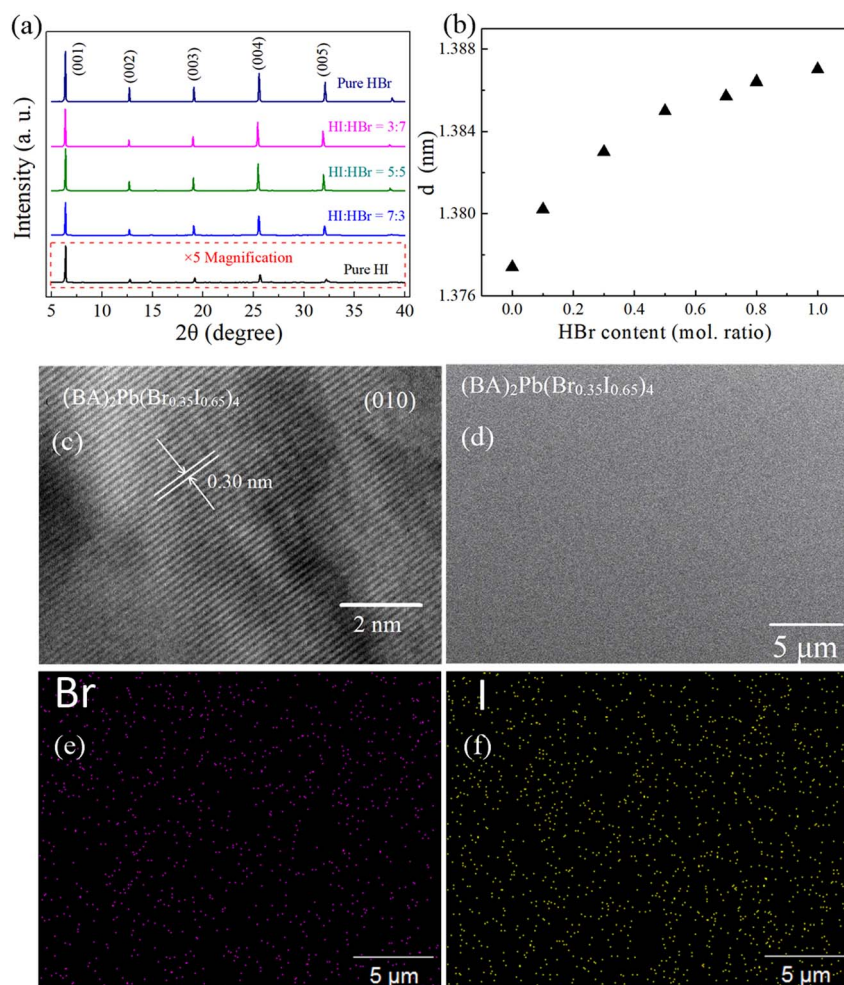 (a)
(001)
(002)
(003)
(004)
(005)
Pure HBr
HI:HBr = 3:7
HI:HBr = 5:5
HI:HBr = 7:3
×5 Magnification
Pure HI
Intensity (a. u.)
5 10 15 20 25 30 35 40
2θ (degree)
(b)
1.388
1.384
1.380
1.376
d (nm)
0.0 0.2 0.4 0.6 0.8 1.0
HBr content (mol. ratio)
(BA)₂Pb(Br₀.₃₅I₀.₆₅)₄
(010)
(c)
0.30 nm
2 nm
(BA)₂Pb(Br₀.₃₅I₀.₆₅)₄
(d)
5 μm
Br
(e)
5 μm
I
(f)
5 μm